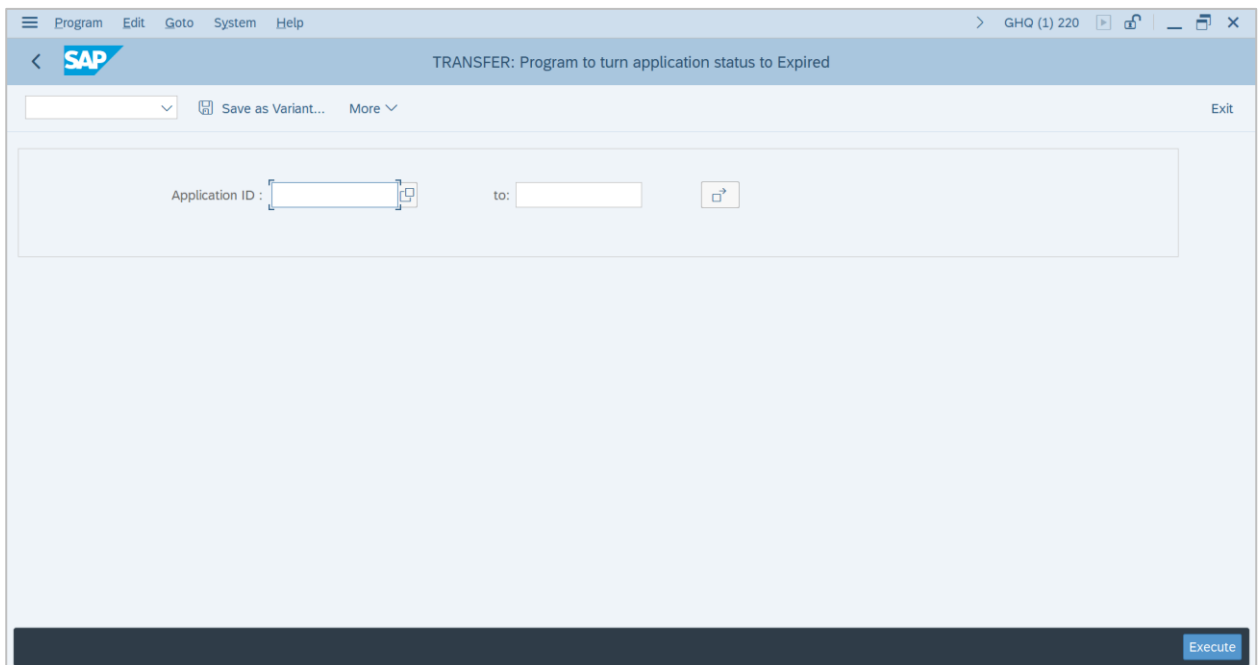 Program Edit Goto System Help GHQ (1) 220
SAP TRANSFER: Program to turn application status to Expired
Save as Variant... More Exit
Application ID : to:
Execute